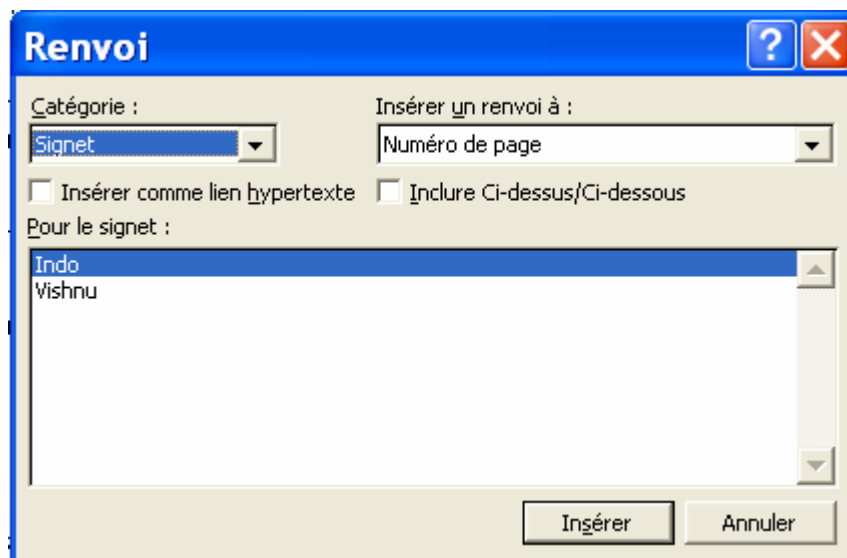 Renvoi
Catégorie : Insérer un renvoi à :
Signet Numéro de page
Insérer comme lien hypertexte Inclure Ci-dessus/Ci-dessous
Pour le signet :
Indo
Vishnu
Insérer Annuler